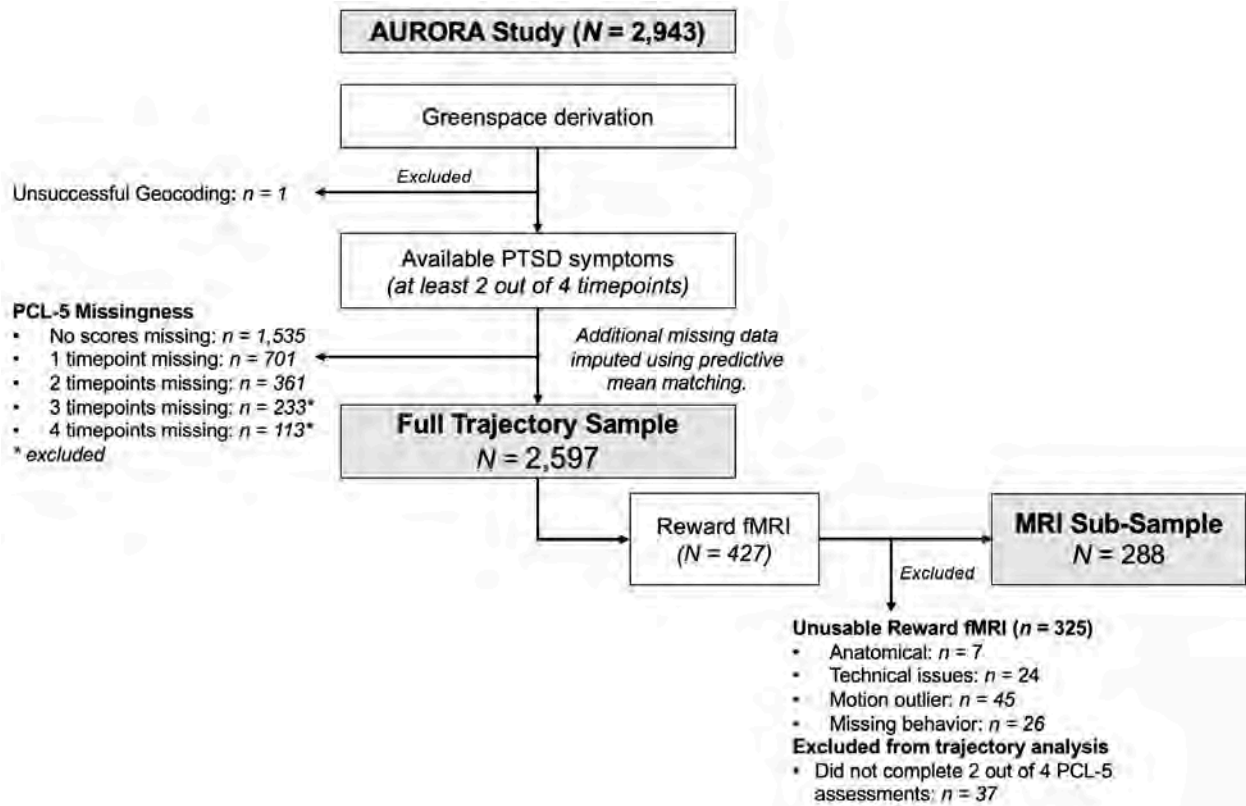 AURORA Study (N = 2,943)
Greenspace derivation
Excluded
Unsuccessful Geocoding: n = 1
Available PTSD symptoms
(at least 2 out of 4 timepoints)
PCL-5 Missingness
• No scores missing: n = 1,535
• 1 timepoint missing: n = 701
• 2 timepoints missing: n = 361
• 3 timepoints missing: n = 233*
• 4 timepoints missing: n = 113*
* excluded
Additional missing data
imputed using predictive
mean matching.
Full Trajectory Sample
N = 2,597
Reward fMRI
(N = 427)
Excluded
MRI Sub-Sample
N = 288
Unusable Reward fMRI (n = 325)
• Anatomical: n = 7
• Technical issues: n = 24
• Motion outlier: n = 45
• Missing behavior: n = 26
Excluded from trajectory analysis
• Did not complete 2 out of 4 PCL-5
assessments: n = 37